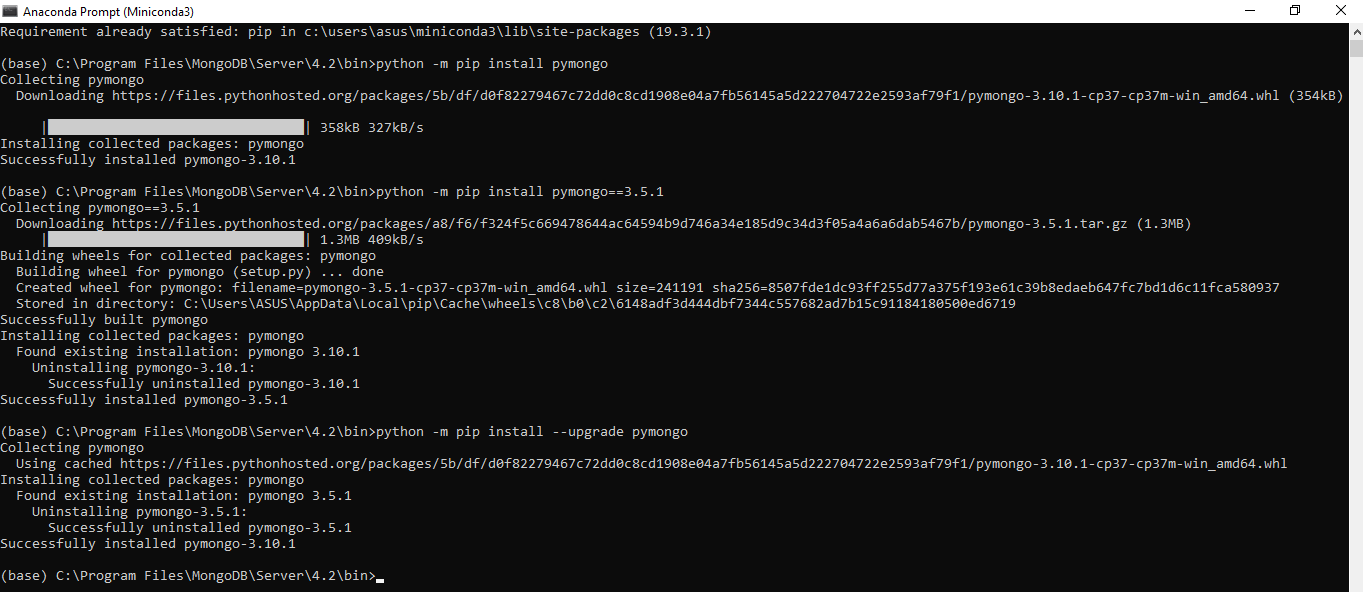 Anaconda Prompt (Miniconda3)
Requirement already satisfied: pip in c:\users\asus\miniconda3\lib\site-packages (19.3.1)
(base) C:\Program Files\MongoDB\Server\4.2\bin>python -m pip install pymongo
Collecting pymongo
  Downloading https://files.pythonhosted.org/packages/5b/df/d0f82279467c72dd0c8cd1908e04a7fb56145a5d222704722e2593af79f1/pymongo-3.10.1-cp37-cp37m-win_amd64.whl (354kB)
     |████████████████████████████████| 358kB 327kB/s
Installing collected packages: pymongo
Successfully installed pymongo-3.10.1
(base) C:\Program Files\MongoDB\Server\4.2\bin>python -m pip install pymongo==3.5.1
Collecting pymongo==3.5.1
  Downloading https://files.pythonhosted.org/packages/a8/f6/f324f5c669478644ac64594b9d746a34e185d9c34d3f05a4a6a6dab5467b/pymongo-3.5.1.tar.gz (1.3MB)
     |████████████████████████████████| 1.3MB 409kB/s
Building wheels for collected packages: pymongo
  Building wheel for pymongo (setup.py) ... done
  Created wheel for pymongo: filename=pymongo-3.5.1-cp37-cp37m-win_amd64.whl size=241191 sha256=8507fde1dc93ff255d77a375f193e61c39b8edaeb647fc7bd1d6c11fca580937
  Stored in directory: C:\Users\ASUS\AppData\Local\pip\Cache\wheels\c8\b0\c2\6148adf3d444dbf7344c557682ad7b15c91184180500ed6719
Successfully built pymongo
Installing collected packages: pymongo
  Found existing installation: pymongo 3.10.1
    Uninstalling pymongo-3.10.1:
      Successfully uninstalled pymongo-3.10.1
Successfully installed pymongo-3.5.1
(base) C:\Program Files\MongoDB\Server\4.2\bin>python -m pip install --upgrade pymongo
Collecting pymongo
  Using cached https://files.pythonhosted.org/packages/5b/df/d0f82279467c72dd0c8cd1908e04a7fb56145a5d222704722e2593af79f1/pymongo-3.10.1-cp37-cp37m-win_amd64.whl
Installing collected packages: pymongo
  Found existing installation: pymongo 3.5.1
    Uninstalling pymongo-3.5.1:
      Successfully uninstalled pymongo-3.5.1
Successfully installed pymongo-3.10.1
(base) C:\Program Files\MongoDB\Server\4.2\bin>